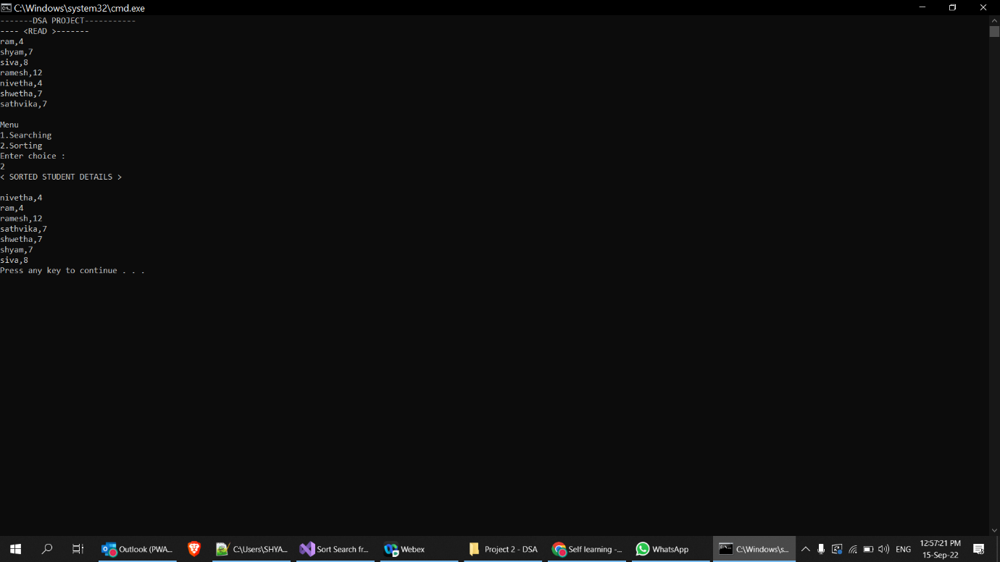 C:\Windows\system32\cmd.exe
-------DSA PROJECT-----------
---- <READ >-------
ram,4
shyam,7
siva,8
ramesh,12
nivetha,4
shwetha,7
sathvika,7
Menu
1.Searching
2.Sorting
Enter choice :
2
< SORTED STUDENT DETAILS >
nivetha,4
ram,4
ramesh,12
sathvika,7
shwetha,7
shyam,7
siva,8
Press any key to continue . . .
Outlook (PWA... C:\Users\SHYA... Sort Search fr... Webex Project 2 - DSA Self learning -... WhatsApp C:\Windows\s... ENG 12:57:21 PM
15-Sep-22